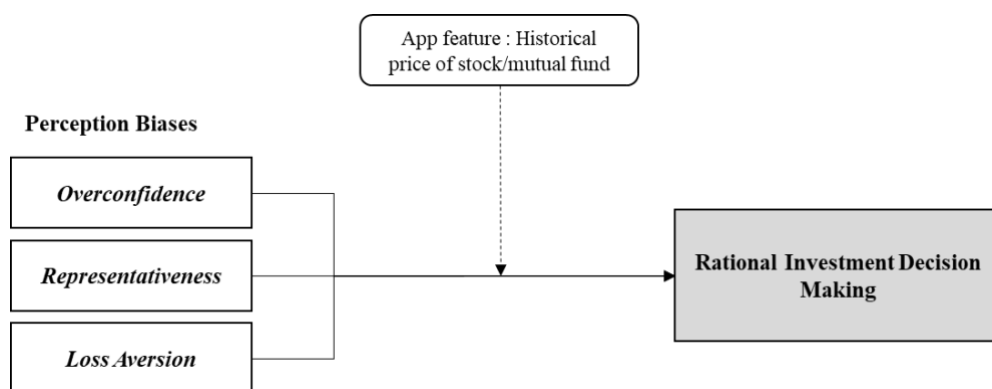 App feature : Historical
price of stock/mutual fund
Perception Biases
Overconfidence
Representativeness
Loss Aversion
Rational Investment Decision
Making